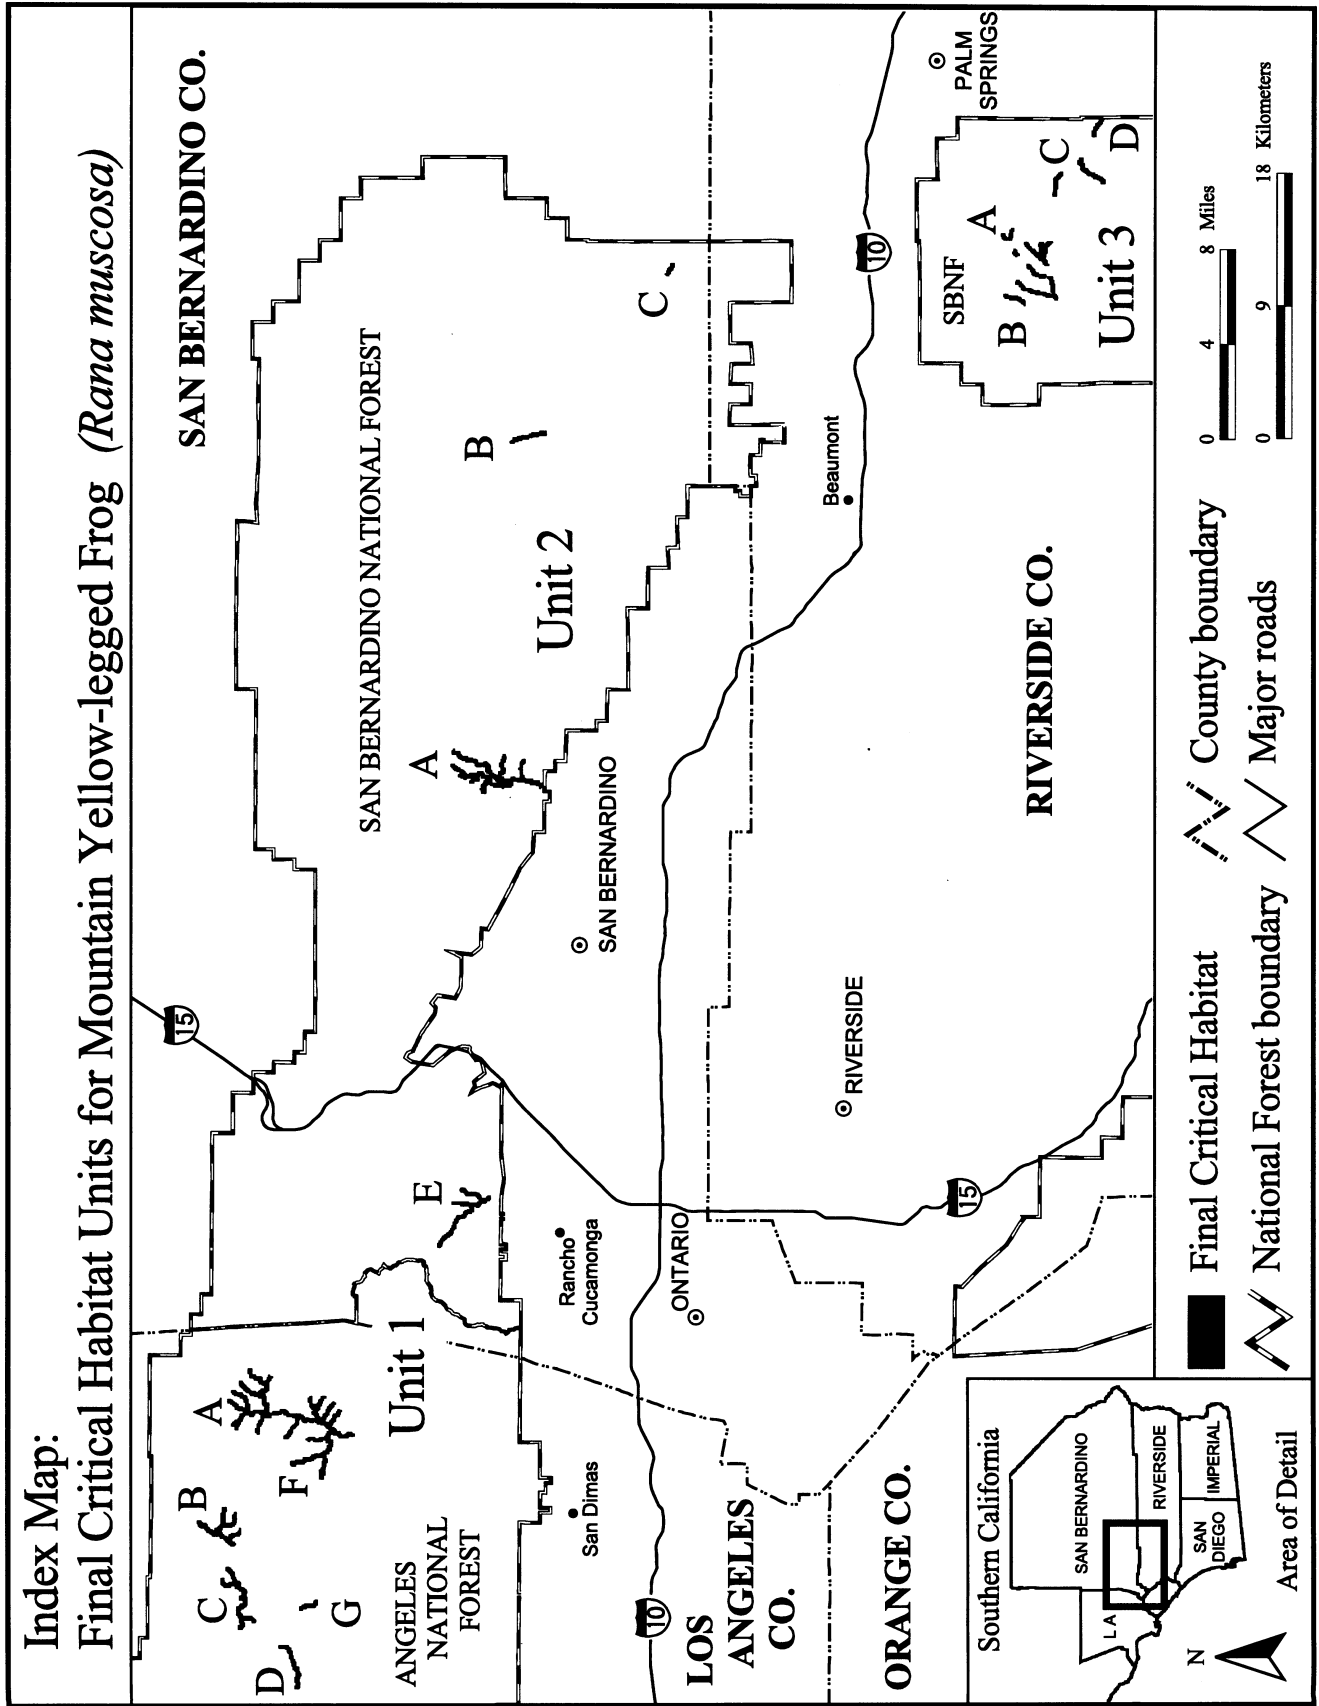 Index Map:
Final Critical Habitat Units for Mountain Yellow-legged Frog (Rana muscosa)
SAN BERNARDINO CO.
15
A
B
C
D
E
F
G
Unit 1
ANGELES
NATIONAL
FOREST
SAN BERNARDINO NATIONAL FOREST
A
B
C
Unit 2
San Dimas
Rancho
Cucamonga
SAN BERNARDINO
10
ONTARIO
LOS
ANGELES
CO.
RIVERSIDE
Beaumont
10
PALM
SPRINGS
ORANGE CO.
15
RIVERSIDE CO.
SBNF
A
B
C
D
Unit 3
Southern California
SAN BERNARDINO
L A
RIVERSIDE
SAN
DIEGO
IMPERIAL
N
Area of Detail
Final Critical Habitat
National Forest boundary
County boundary
Major roads
0 4 8 Miles
0 9 18 Kilometers